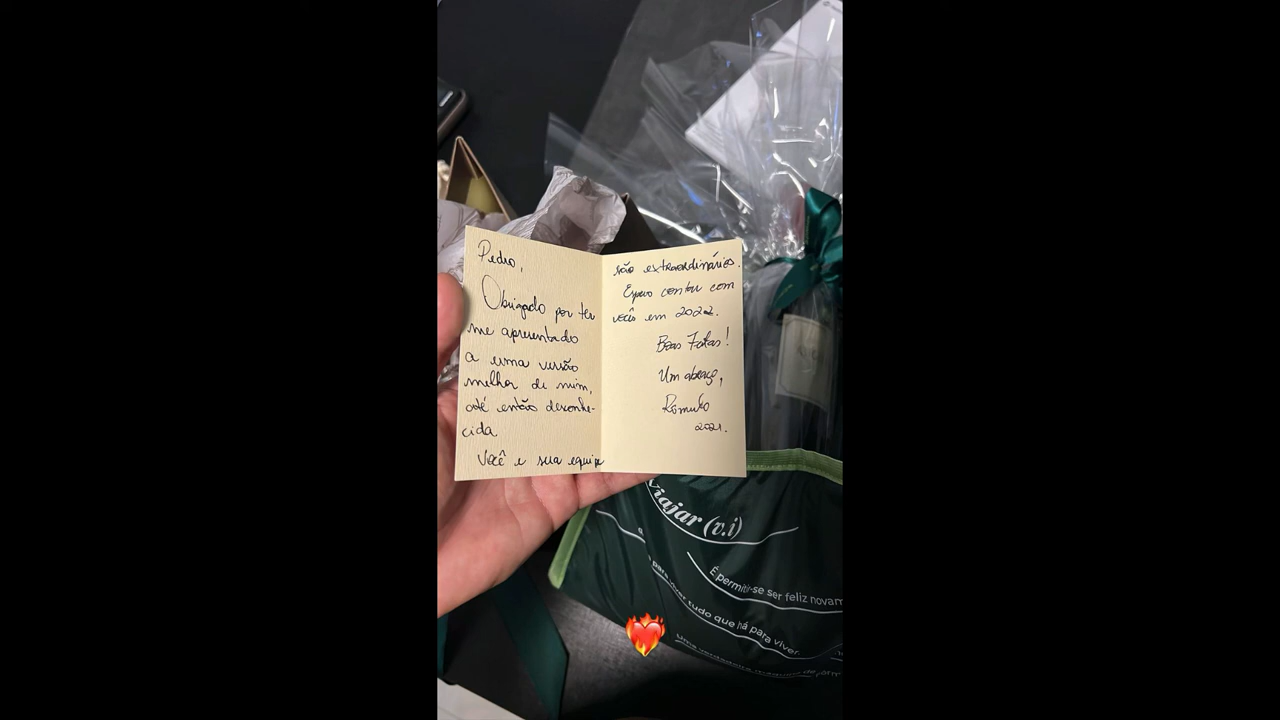 Pedro,
Obrigado por ter
me apresentado
a uma versão
melhor de mim,
até então desconhe-
cida.
Você e sua equipe
são extraordinários.
Espero contar com
vocês em 2022.
Boas Festas!
Um abraço,
Romulo
2021.
Viajar (v.i)
É permitir-se ser feliz novam
para viver tudo que há para viver.